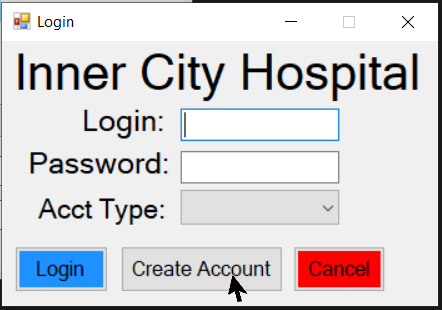 Login
Inner City Hospital
Login:
Password:
Acct Type:
Login Create Account Cancel